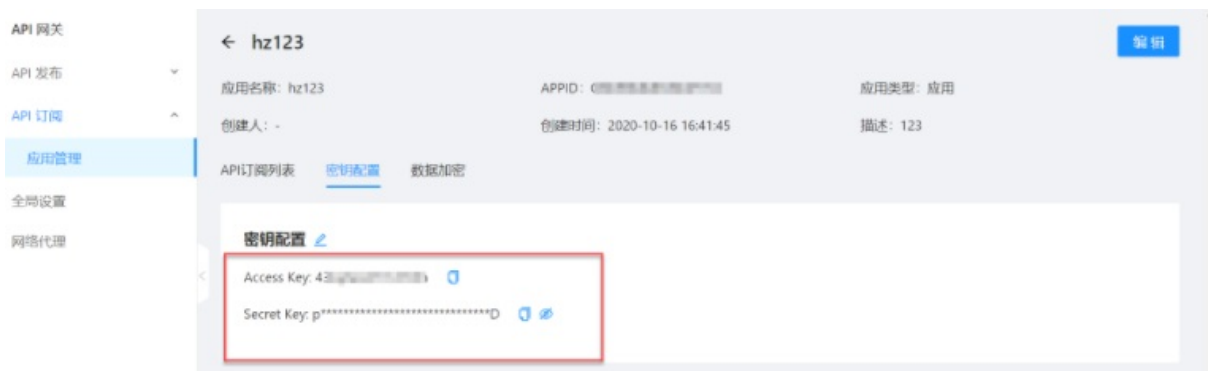 API 网关
API 发布
API 订阅
应用管理
全局设置
网络代理
← hz123
编辑
应用名称: hz123
APPID:
应用类型: 应用
创建人: -
创建时间: 2020-10-16 16:41:45
描述: 123
API订阅列表 密钥配置 数据加密
密钥配置
Access Key: 43
Secret Key: p******************************D